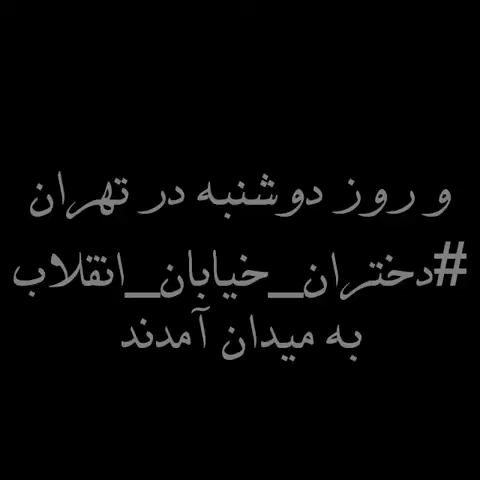 و روز دوشنبه در تهران
#دختران_خیابان_انقلاب
به میدان آمدند